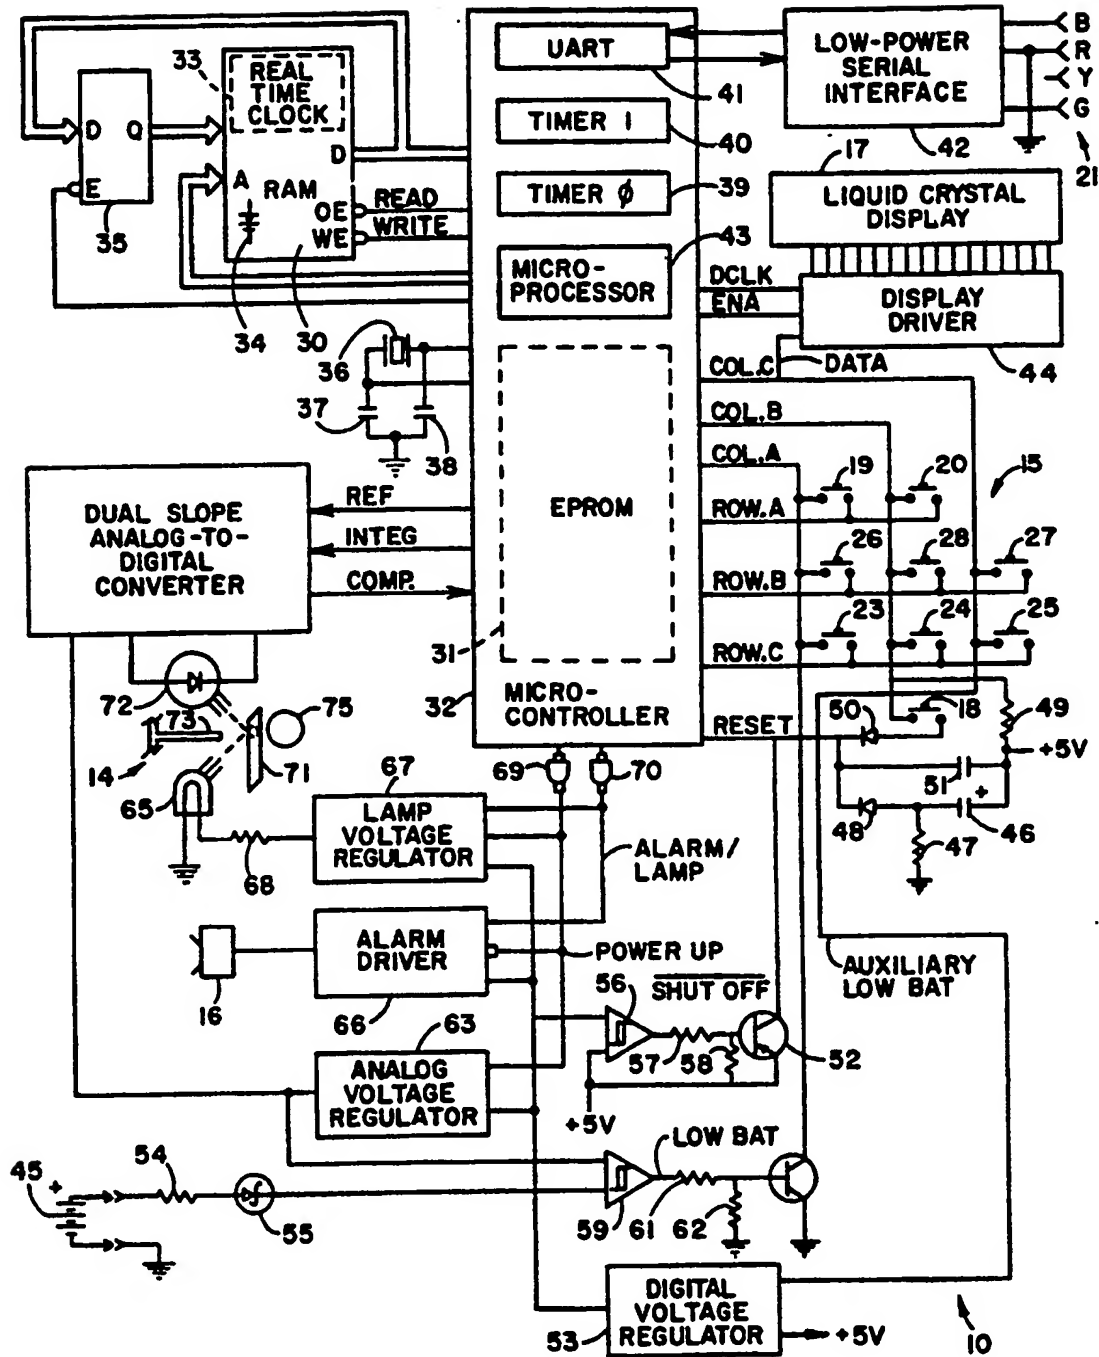 UART
41
LOW-POWER
SERIAL
INTERFACE
42
B
R
Y
G
21
33
REAL
TIME
CLOCK
D
Q
E
35
D
A
RAM
OE
READ
WE
WRITE
34
30
TIMER 1
40
TIMER ϕ
39
43
MICRO-
PROCESSOR
17
LIQUID CRYSTAL
DISPLAY
DCLK
ENA
DISPLAY
DRIVER
44
36
37
38
COL.C
DATA
COL.B
COL.A
19
20
15
ROW.A
26
28
27
ROW.B
23
24
25
ROW.C
EPROM
31
32
MICRO-
CONTROLLER
DUAL SLOPE
ANALOG-TO-
DIGITAL
CONVERTER
REF
INTEG
COMP.
72
73
75
14
71
65
68
RESET
50
18
49
+5V
51
+
48
46
47
69
70
67
LAMP
VOLTAGE
REGULATOR
ALARM/
LAMP
ALARM
DRIVER
16
66
POWER UP
AUXILIARY
LOW BAT
56
SHUT OFF
57
58
52
+5V
63
ANALOG
VOLTAGE
REGULATOR
LOW BAT
45
+
54
55
59
61
62
DIGITAL
VOLTAGE
REGULATOR
53
+5V
10